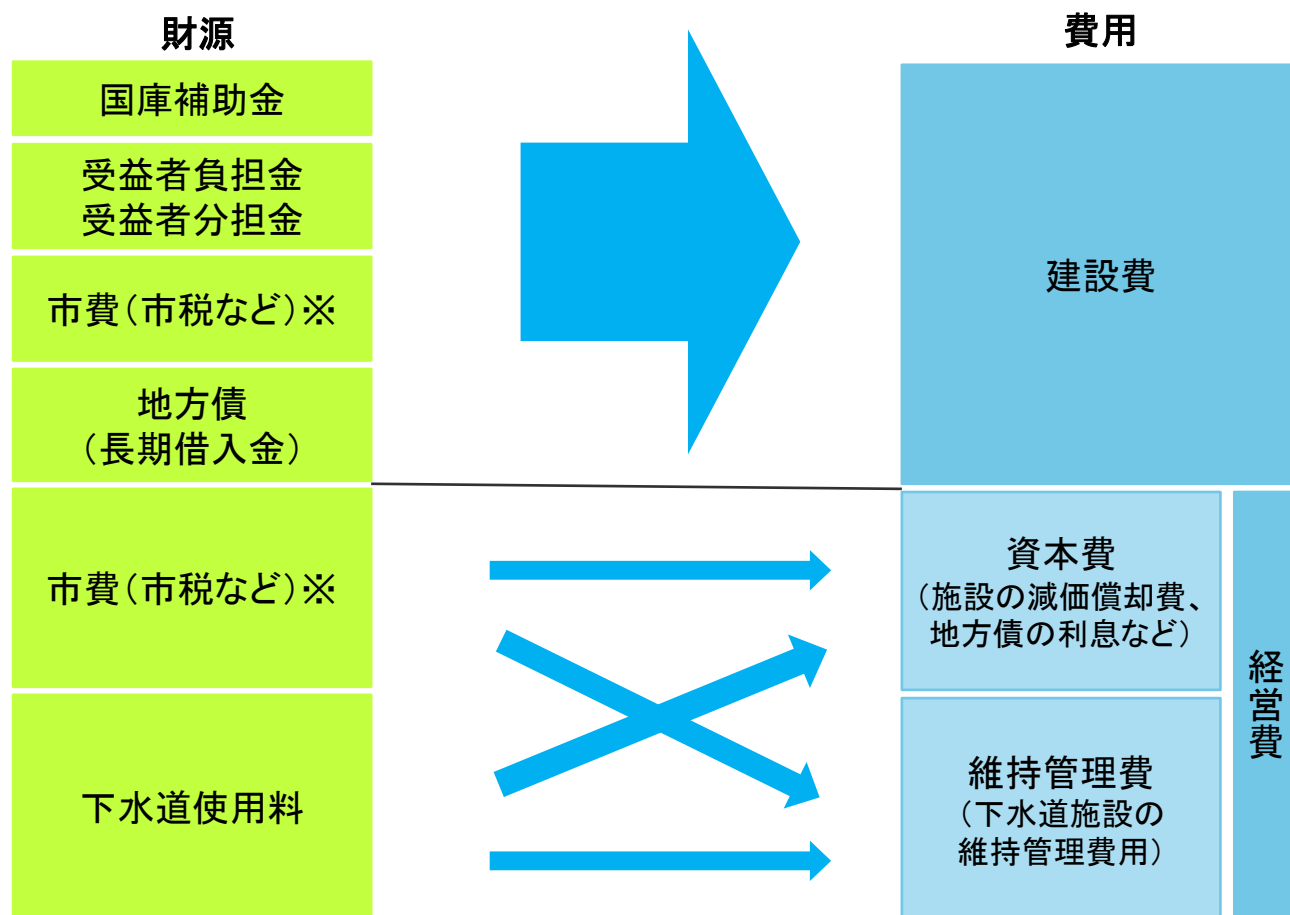 財源
国庫補助金
受益者負担金
受益者分担金
市費(市税など)※
地方債
(長期借入金)
市費(市税など)※
下水道使用料
費用
建設費
資本費
(施設の減価償却費、
地方債の利息など)
維持管理費
(下水道施設の
維持管理費用)
経営費